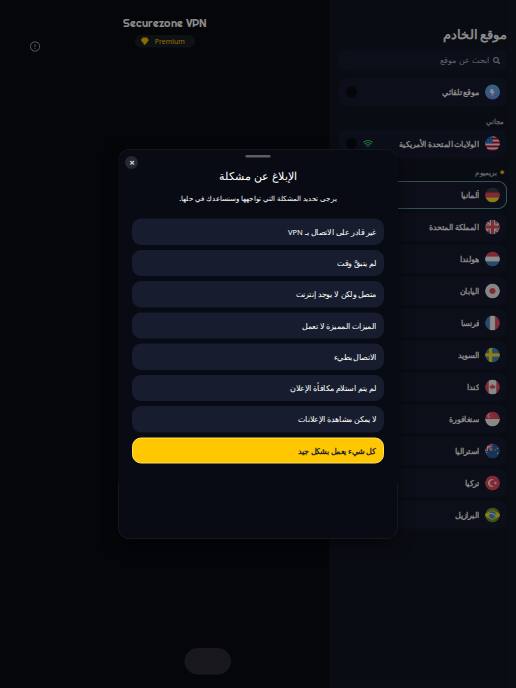 Securezone VPN
Premium
موقع الخادم
ابحث عن موقع
موقع تلقائي
مجاني
الولايات المتحدة الأمريكية
بريميوم
ألمانيا
المملكة المتحدة
هولندا
اليابان
فرنسا
السويد
كندا
سنغافورة
استراليا
تركيا
البرازيل
الإبلاغ عن مشكلة
يرجى تحديد المشكلة التي تواجهها وسنساعدك في حلها.
غير قادر على الاتصال بـ VPN
لم يتبقَّ وقت
متصل ولكن لا يوجد إنترنت
الميزات المميزة لا تعمل
الاتصال بطيء
لم يتم استلام مكافأة الإعلان
لا يمكن مشاهدة الإعلانات
كل شيء يعمل بشكل جيد